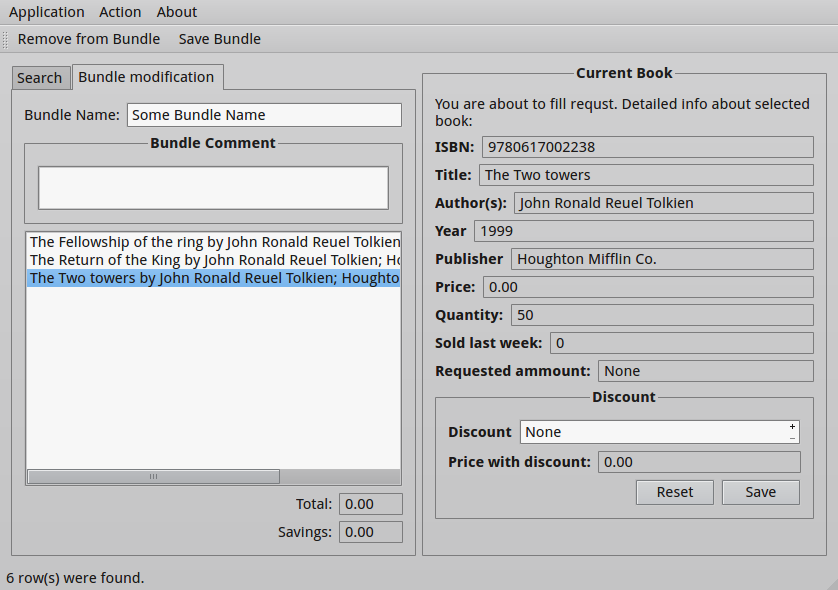 Application Action About
Remove from Bundle Save Bundle
Search Bundle modification
Bundle Name: Some Bundle Name
Bundle Comment
The Fellowship of the ring by John Ronald Reuel Tolkien
The Return of the King by John Ronald Reuel Tolkien; Ho
The Two towers by John Ronald Reuel Tolkien; Houghto
Total: 0.00
Savings: 0.00
Current Book
You are about to fill requst. Detailed info about selected
book:
ISBN: 9780617002238
Title: The Two towers
Author(s): John Ronald Reuel Tolkien
Year 1999
Publisher Houghton Mifflin Co.
Price: 0.00
Quantity: 50
Sold last week: 0
Requested ammount: None
Discount
Discount None
Price with discount: 0.00
Reset Save
6 row(s) were found.